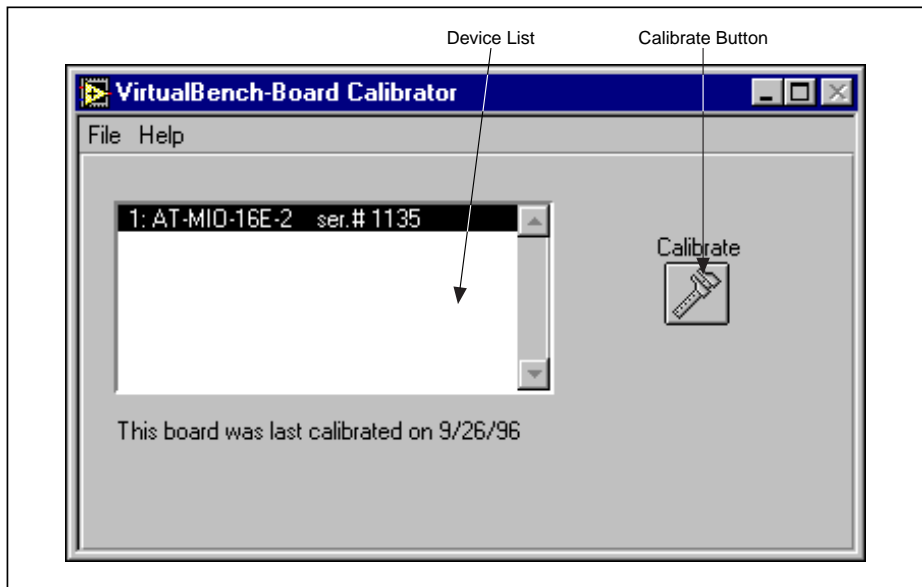 Device List
Calibrate Button
VirtualBench-Board Calibrator
File Help
1: AT-MIO-16E-2 ser.# 1135
Calibrate
This board was last calibrated on 9/26/96